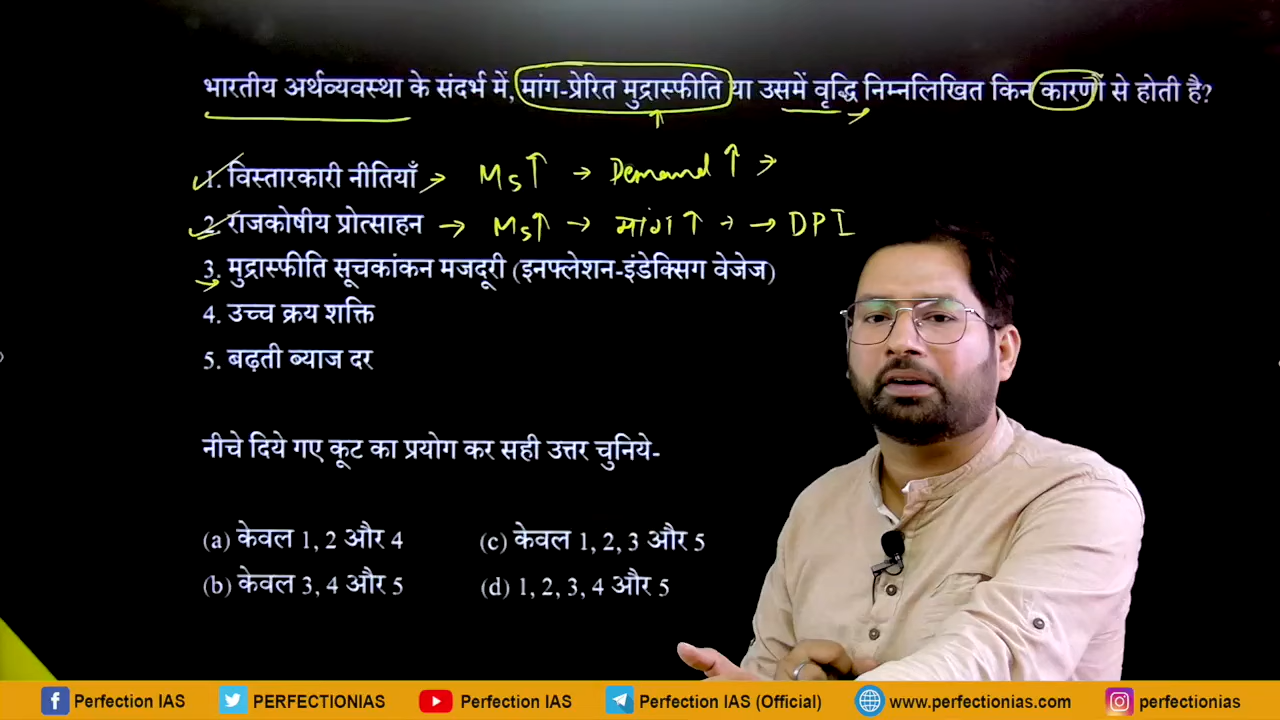 भारतीय अर्थव्यवस्था के संदर्भ में, मांग-प्रेरित मुद्रास्फीति या उसमें वृद्धि निम्नलिखित किन कारणों से होती है?
1. विस्तारकारी नीतियाँ → Ms↑ → Demand ↑ →
2. राजकोषीय प्रोत्साहन → Ms↑ → मांग ↑ → → DPI
3. मुद्रास्फीति सूचकांकन मजदूरी (इनफ्लेशन-इंडेक्सिग वेजेज)
4. उच्च क्रय शक्ति
5. बढ़ती ब्याज दर
नीचे दिये गए कूट का प्रयोग कर सही उत्तर चुनिये-
(a) केवल 1, 2 और 4 (c) केवल 1, 2, 3 और 5
(b) केवल 3, 4 और 5 (d) 1, 2, 3, 4 और 5
Perfection IAS PERFECTIONIAS Perfection IAS Perfection IAS (Official) www.perfectionias.com perfectionias